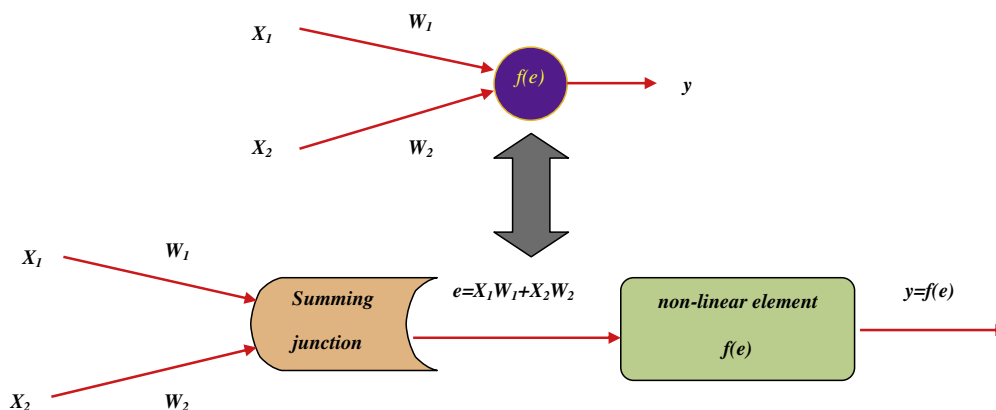 X₁
W₁
f(e)
y
X₂
W₂
X₁
W₁
Summing
junction
e=X₁W₁+X₂W₂
non-linear element
f(e)
y=f(e)
X₂
W₂